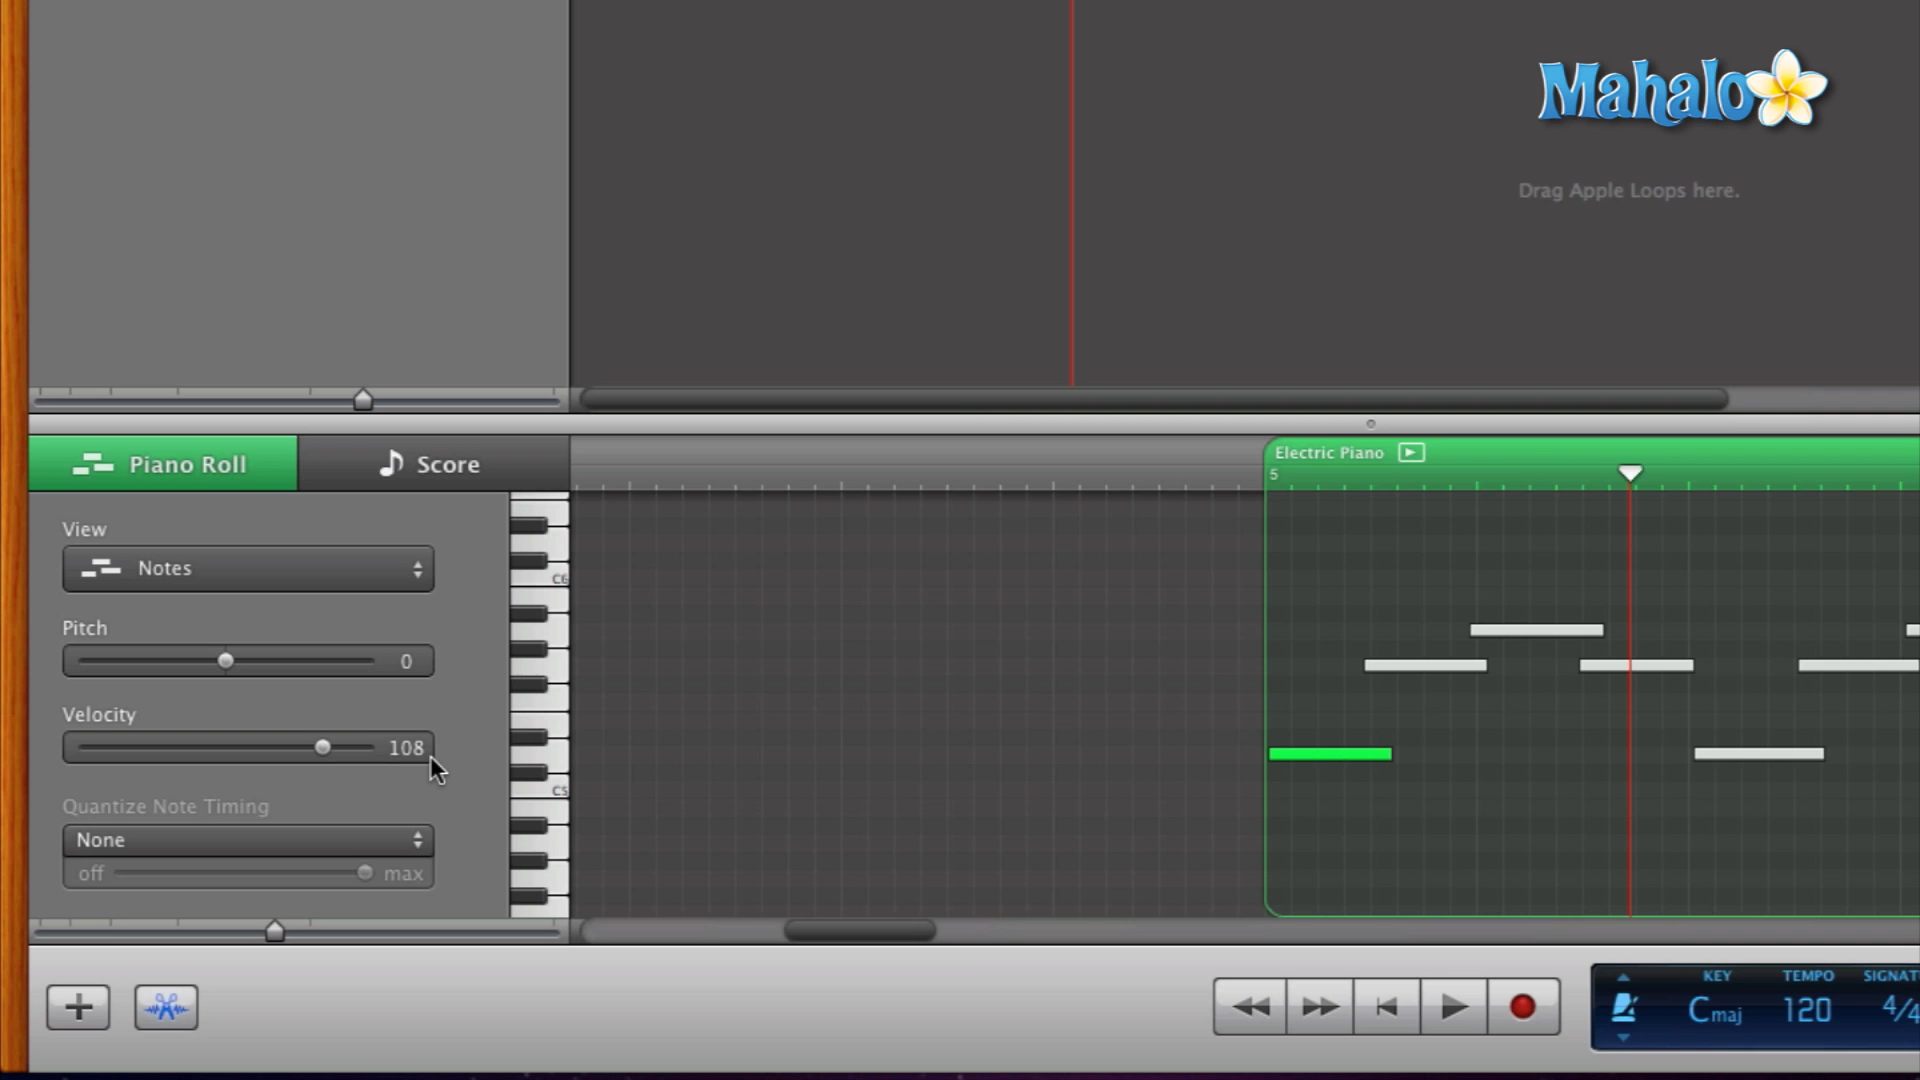 Mahalo
Drag Apple Loops here.
Piano Roll
Score
Electric Piano
5
View
Notes
C6
Pitch
0
Velocity
108
C5
Quantize Note Timing
None
off
max
KEY
TEMPO
SIGNAT
Cmaj
120
4/4